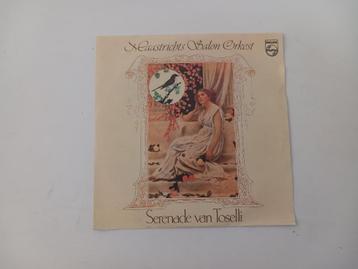 Maastrichts Salon Orkest
PHILIPS
Serenade van Toselli